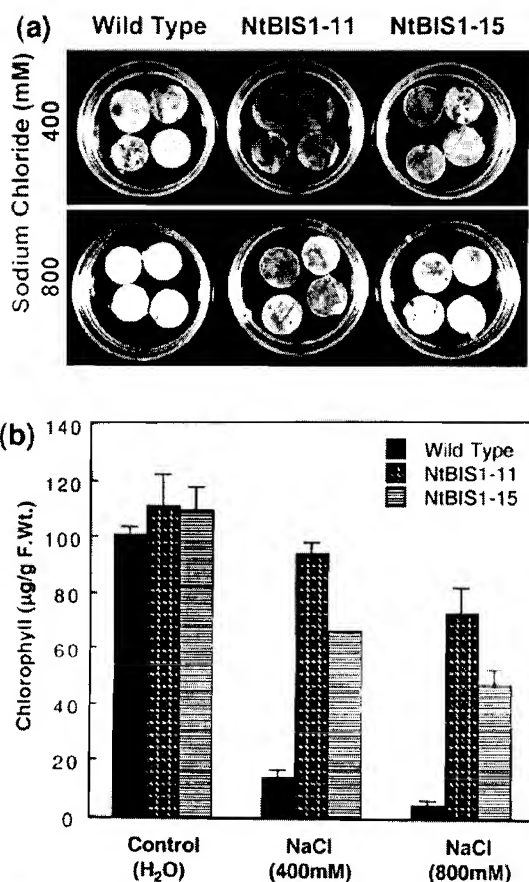 (a) Wild Type NtBIS1-11 NtBIS1-15
Sodium Chloride (mM)
400
800
(b)
140
120
100
80
60
40
20
0
Chlorophyll (µg/g F.Wt.)
Wild Type
NtBIS1-11
NtBIS1-15
Control NaCl NaCl
(H₂O) (400mM) (800mM)